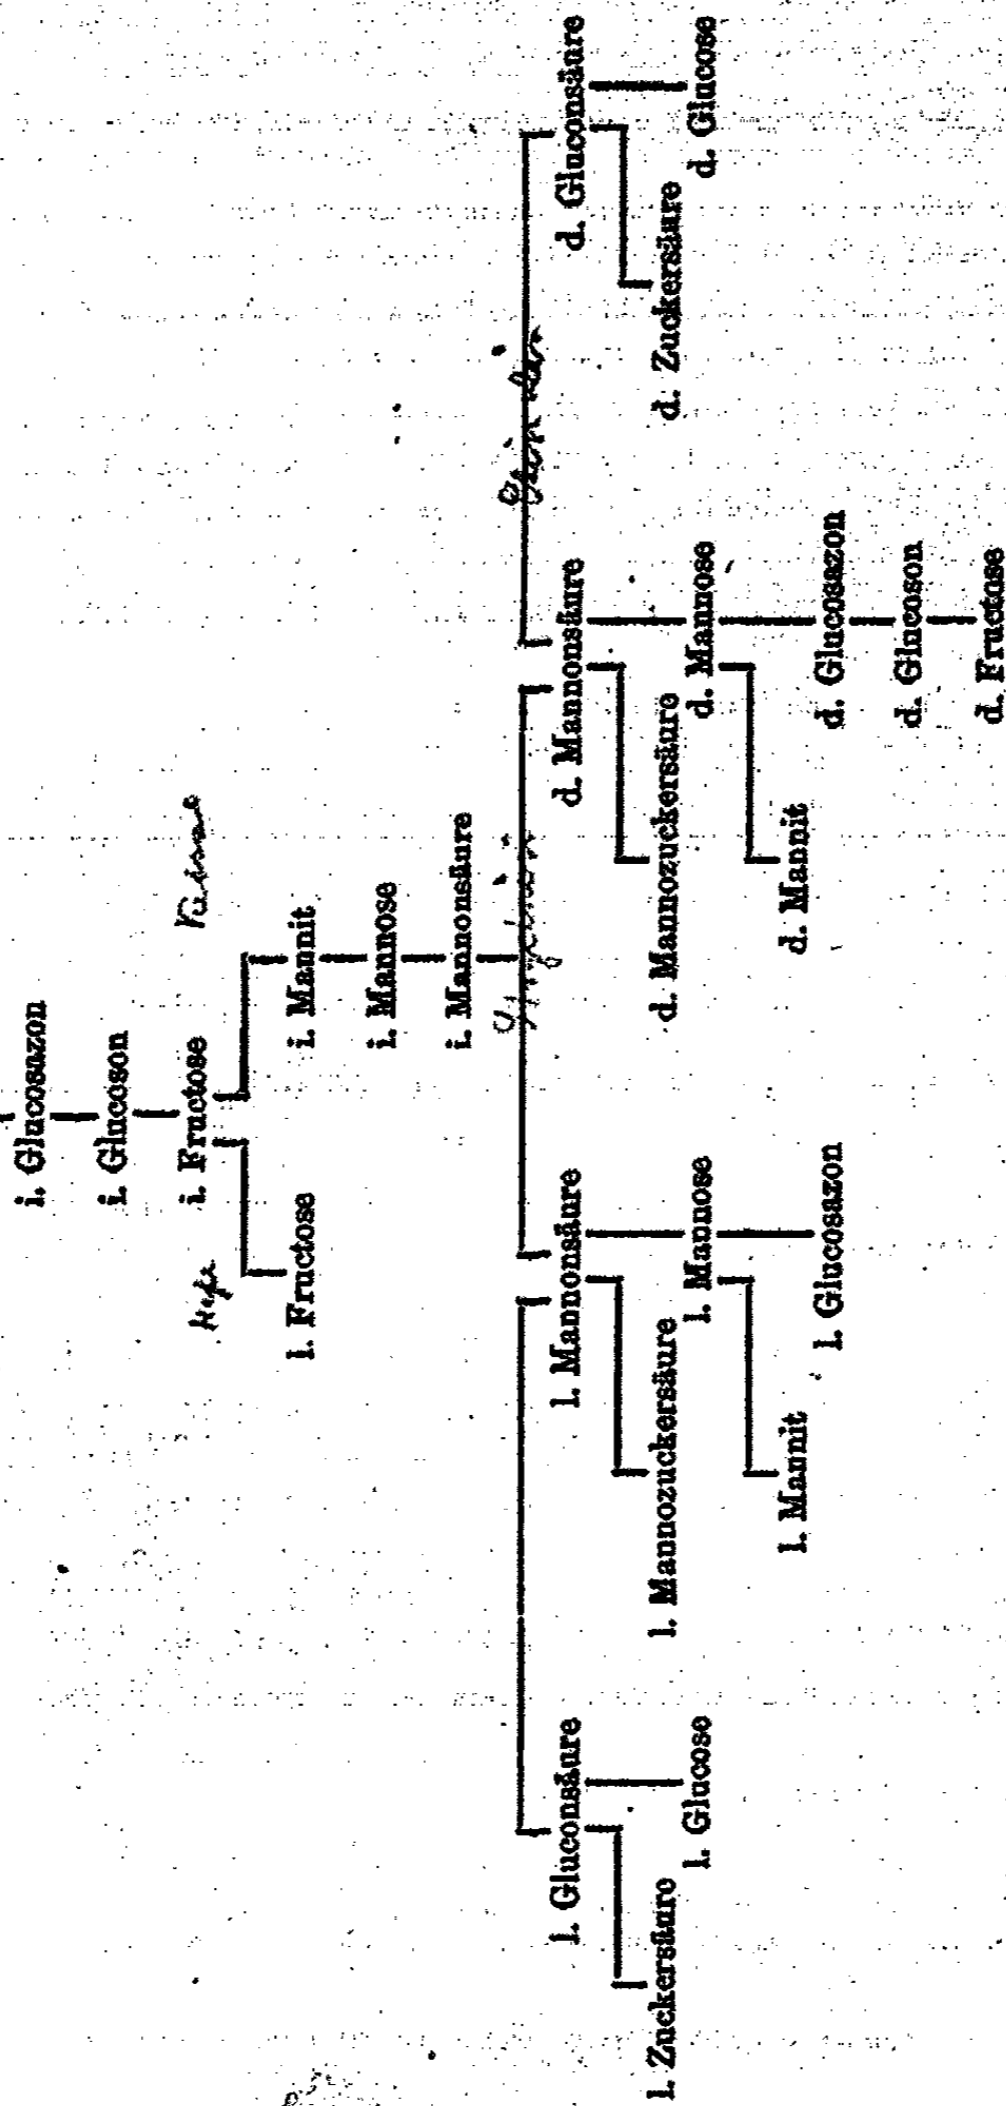 i. Glucosazon
i. Glucoson
i. Fructose
Hefe
l. Fructose
i. Mannit
i. Mannose
i. Mannonsäure
l. Gluconsäure
l. Mannonsäure
d. Mannonsäure
d. Gluconsäure
l. Zuckersäure
l. Mannozuckersäure
d. Mannozuckersäure
d. Zuckersäure
l. Glucose
l. Mannose
d. Mannose
d. Glucose
l. Mannit
d. Mannit
l. Glucosazon
d. Glucosazon
d. Glucoson
d. Fructose